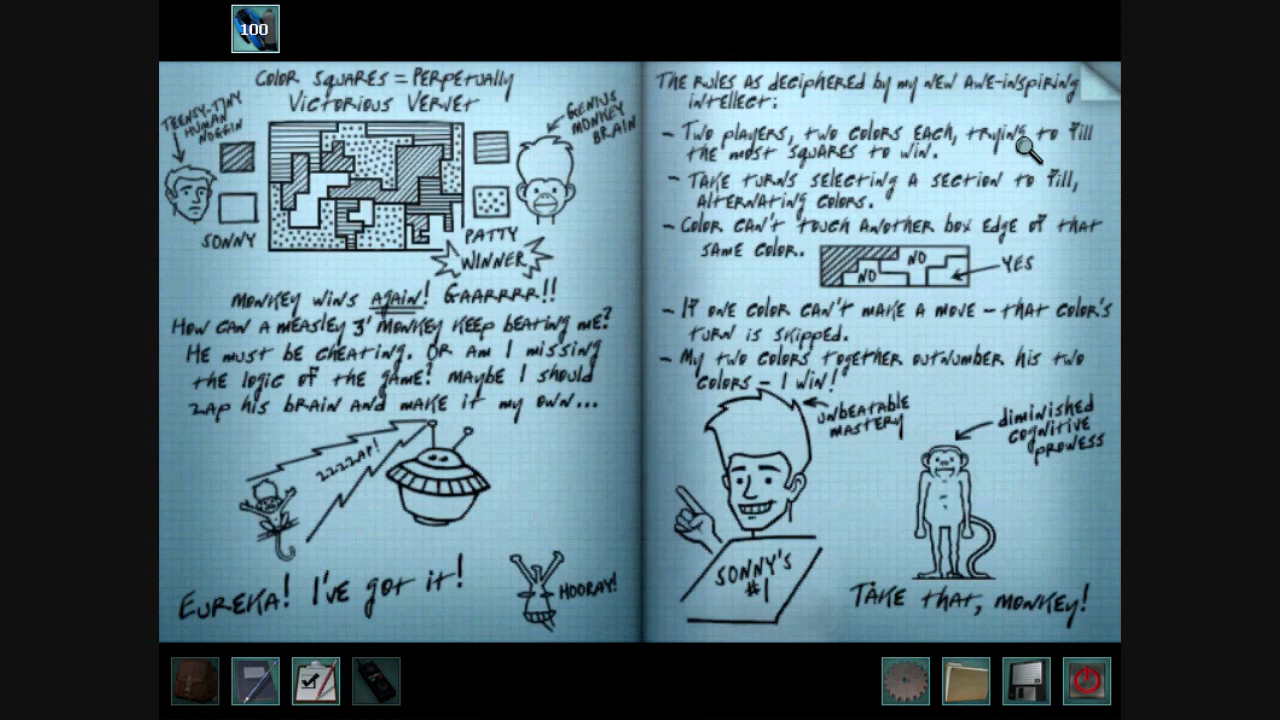 100
Color Squares = Perpetually
Victorious Vervet
Teensy-Tiny
Human
Noggin
Genius
Monkey
Brain
Sonny
Patty
Winner
Monkey wins again! Gaarrrr!!
How can a measley 3' monkey keep beating me?
He must be cheating. Or am I missing
the logic of the game? Maybe I should
zap his brain and make it my own...
zzzzap!
Eureka! I've got it!
Hooray!
The rules as deciphered by my new awe-inspiring
intellect:
- Two players, two colors each, trying to fill
the most squares to win.
- Take turns selecting a section to fill,
alternating colors.
- Color can't touch another box edge of that
same color.
No
No
Yes
- If one color can't make a move - that color's
turn is skipped.
- My two colors together outnumber his two
colors - I win!
unbeatable
mastery
diminished
cognitive
prowess
Sonny's
#1
Take that, monkey!